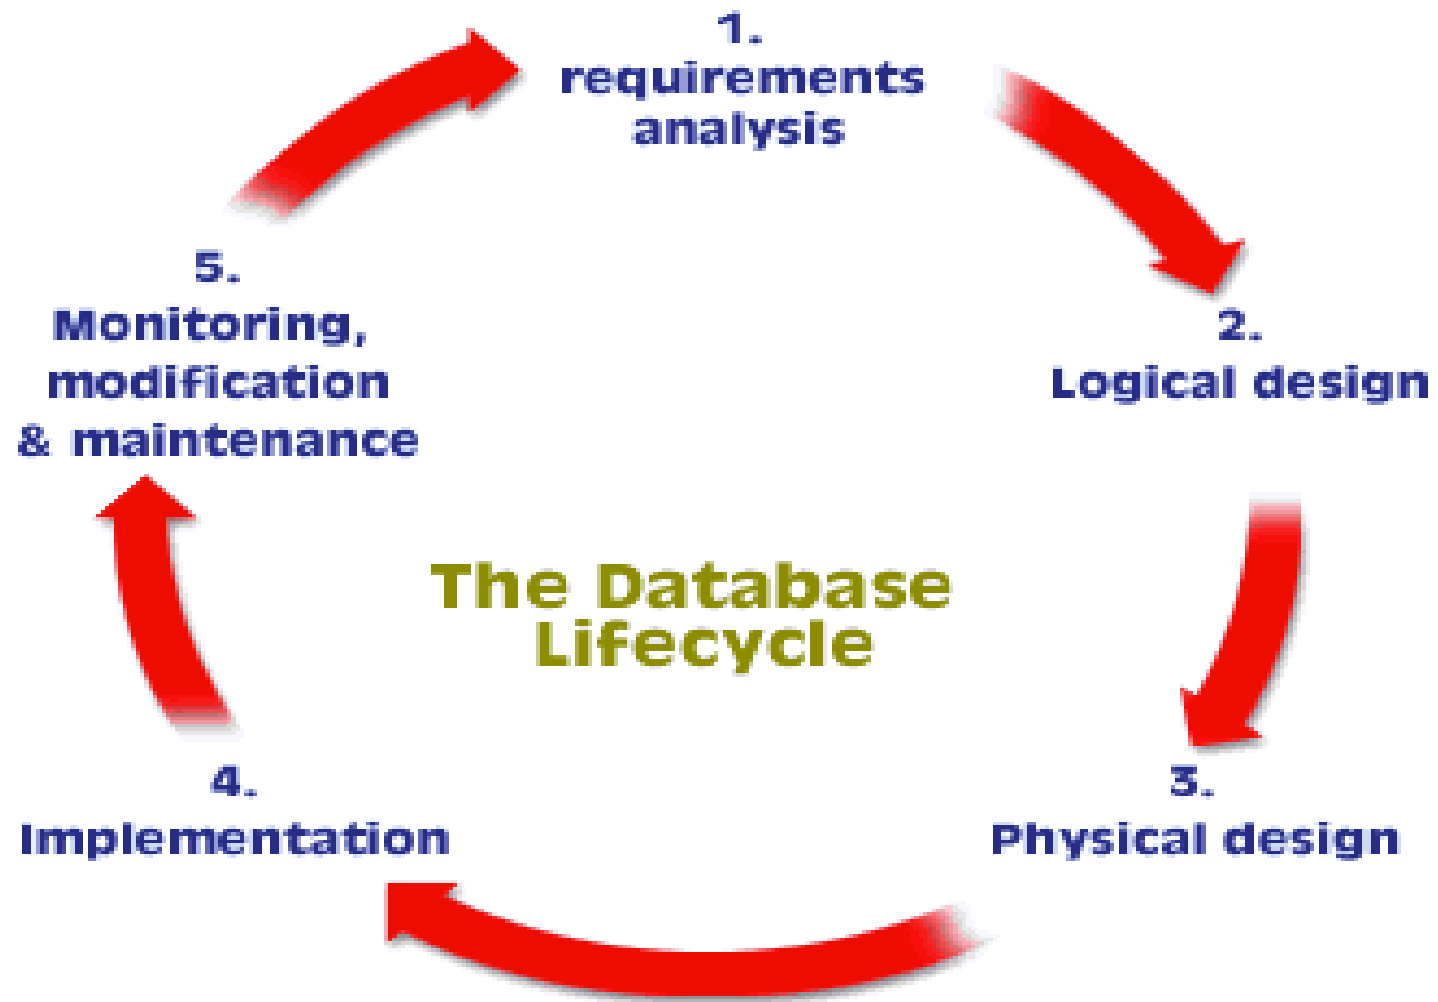 1.
requirements
analysis
2.
Logical design
3.
Physical design
4.
Implementation
5.
Monitoring,
modification
& maintenance
The Database
Lifecycle